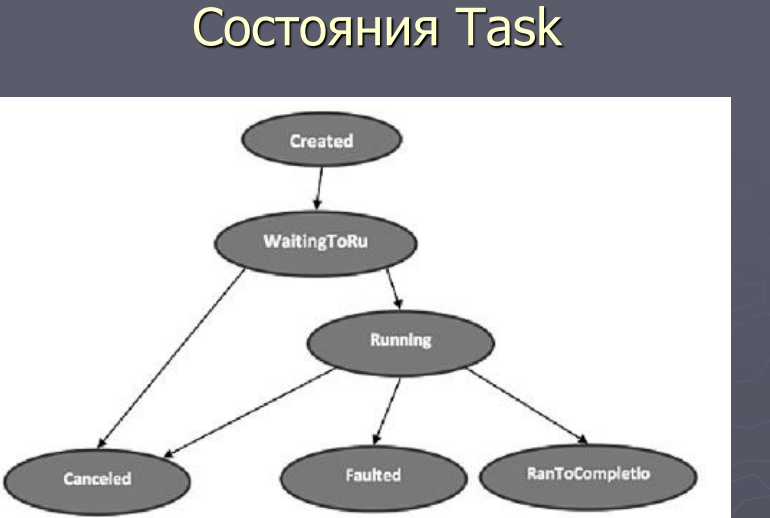 Состояния Task
Created
WaitingToRu
Running
Canceled
Faulted
RanToCompletio